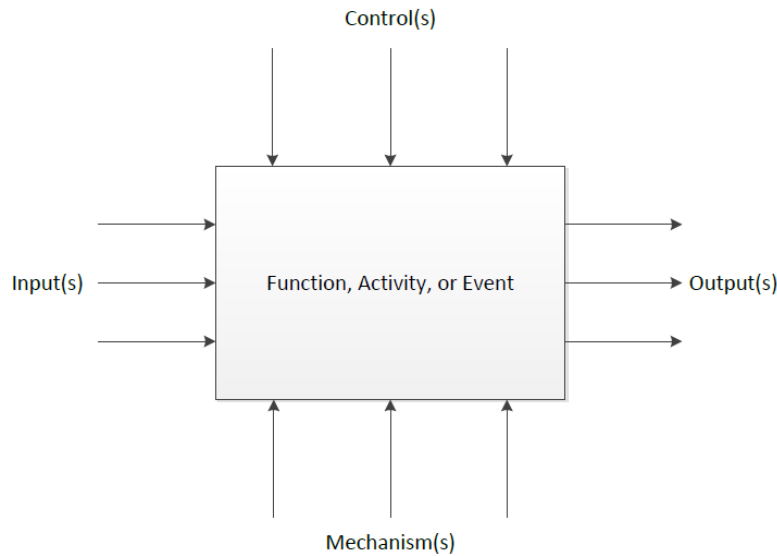 Control(s)
Input(s)
Function, Activity, or Event
Output(s)
Mechanism(s)